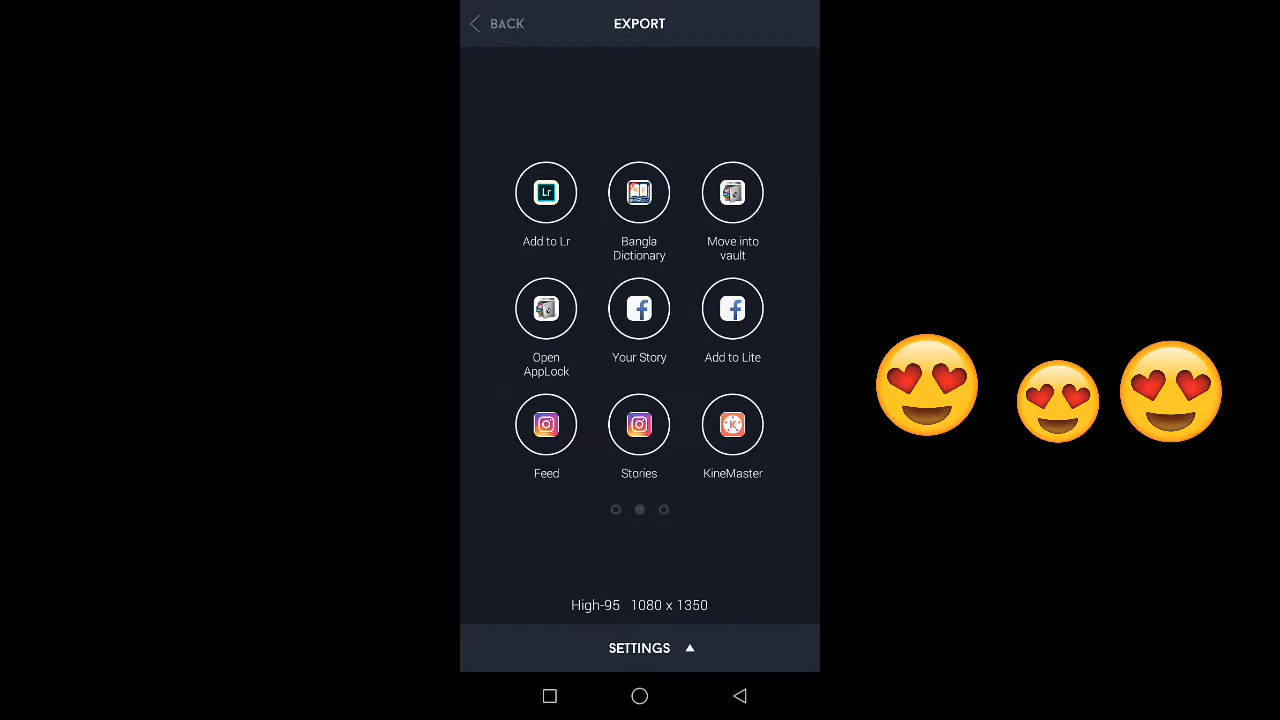 BACK
EXPORT
Lr
Add to Lr
Bangla
Dictionary
Move into
vault
Open
AppLock
f
Your Story
f
Add to Lite
Feed
Stories
K
KineMaster
High-95 1080 x 1350
SETTINGS